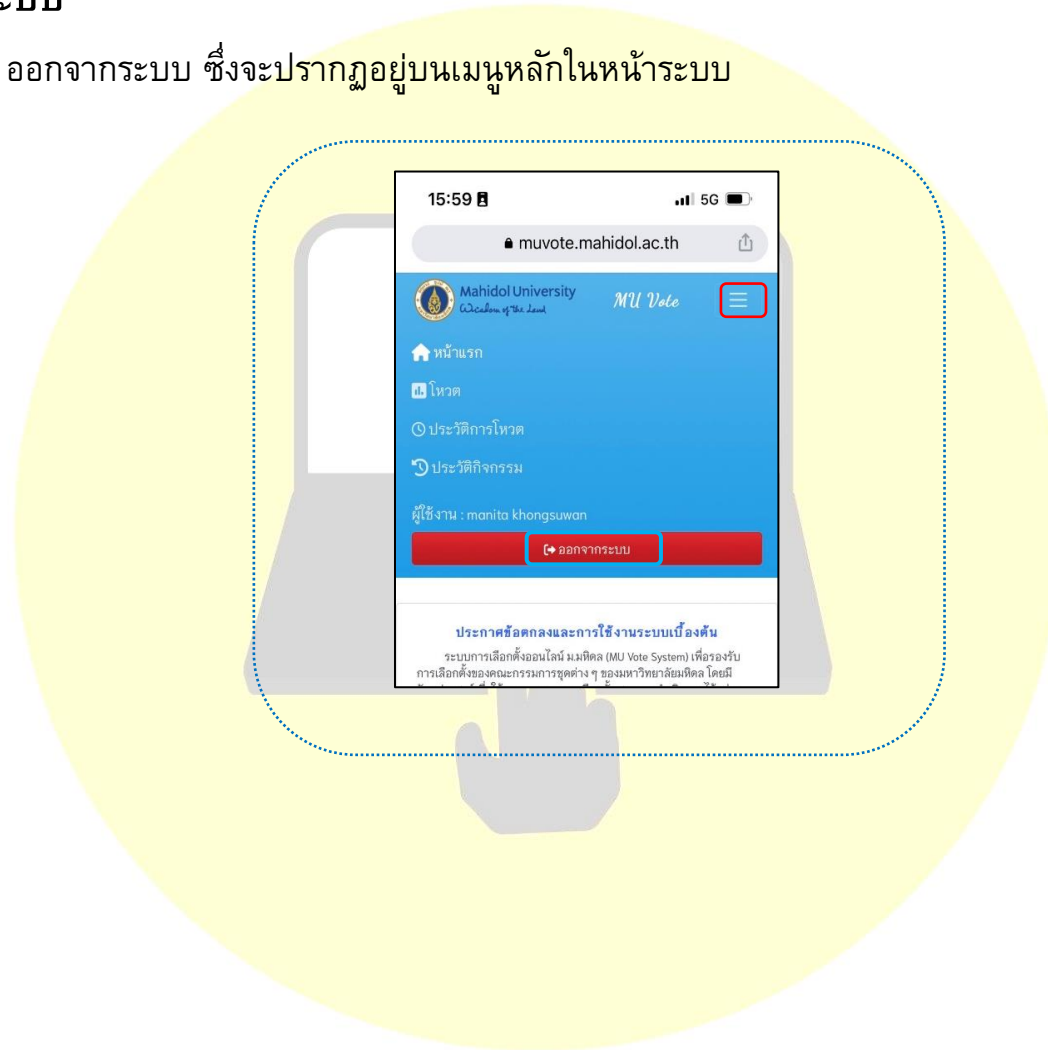 ออกจากระบบ ซึ่งจะปรากฏอยู่บนเมนูหลักในหน้าระบบ
15:59
5G
muvote.mahidol.ac.th
Mahidol University
Wisdom of the Land
MU Vote
หน้าแรก
โหวต
ประวัติการโหวต
ประวัติกิจกรรม
ผู้ใช้งาน : manita khongsuwan
ออกจากระบบ
ประกาศข้อตกลงและการใช้งานระบบเบื้องต้น
ระบบการเลือกตั้งออนไลน์ ม.มหิดล (MU Vote System) เพื่อรองรับ
การเลือกตั้งของคณะกรรมการชุดต่าง ๆ ของมหาวิทยาลัยมหิดล โดยมี